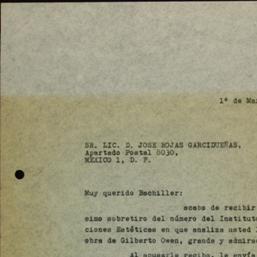 1º de Ma
SR. LIC. D. JOSE ROJAS GARCIDUEÑAS,
Apartado Postal 8030,
MEXICO 1, D. F.
Muy querido Bachiller:
acabo de recibir
simo sobretiro del número del Institut
ciones Estéticas en que analiza usted
obra de Gilberto Owen, grande y admira
Al acusarle recibo, le envío